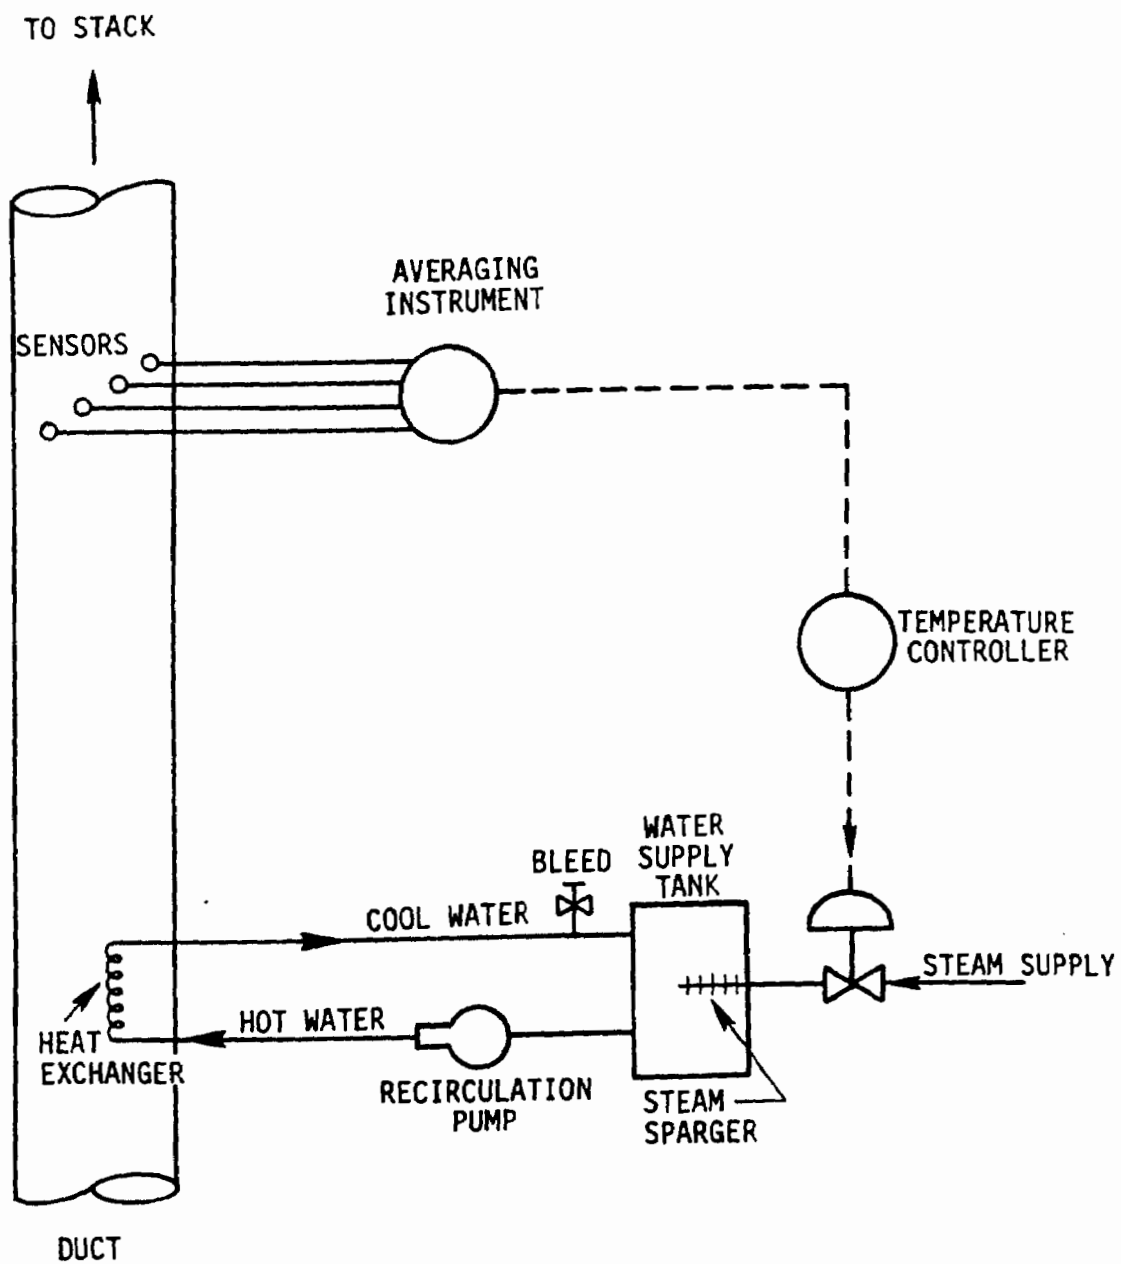 TO STACK
AVERAGING
INSTRUMENT
SENSORS
TEMPERATURE
CONTROLLER
WATER
SUPPLY
TANK
BLEED
COOL WATER
STEAM SUPPLY
HOT WATER
HEAT
EXCHANGER
RECIRCULATION
PUMP
STEAM
SPARGER
DUCT